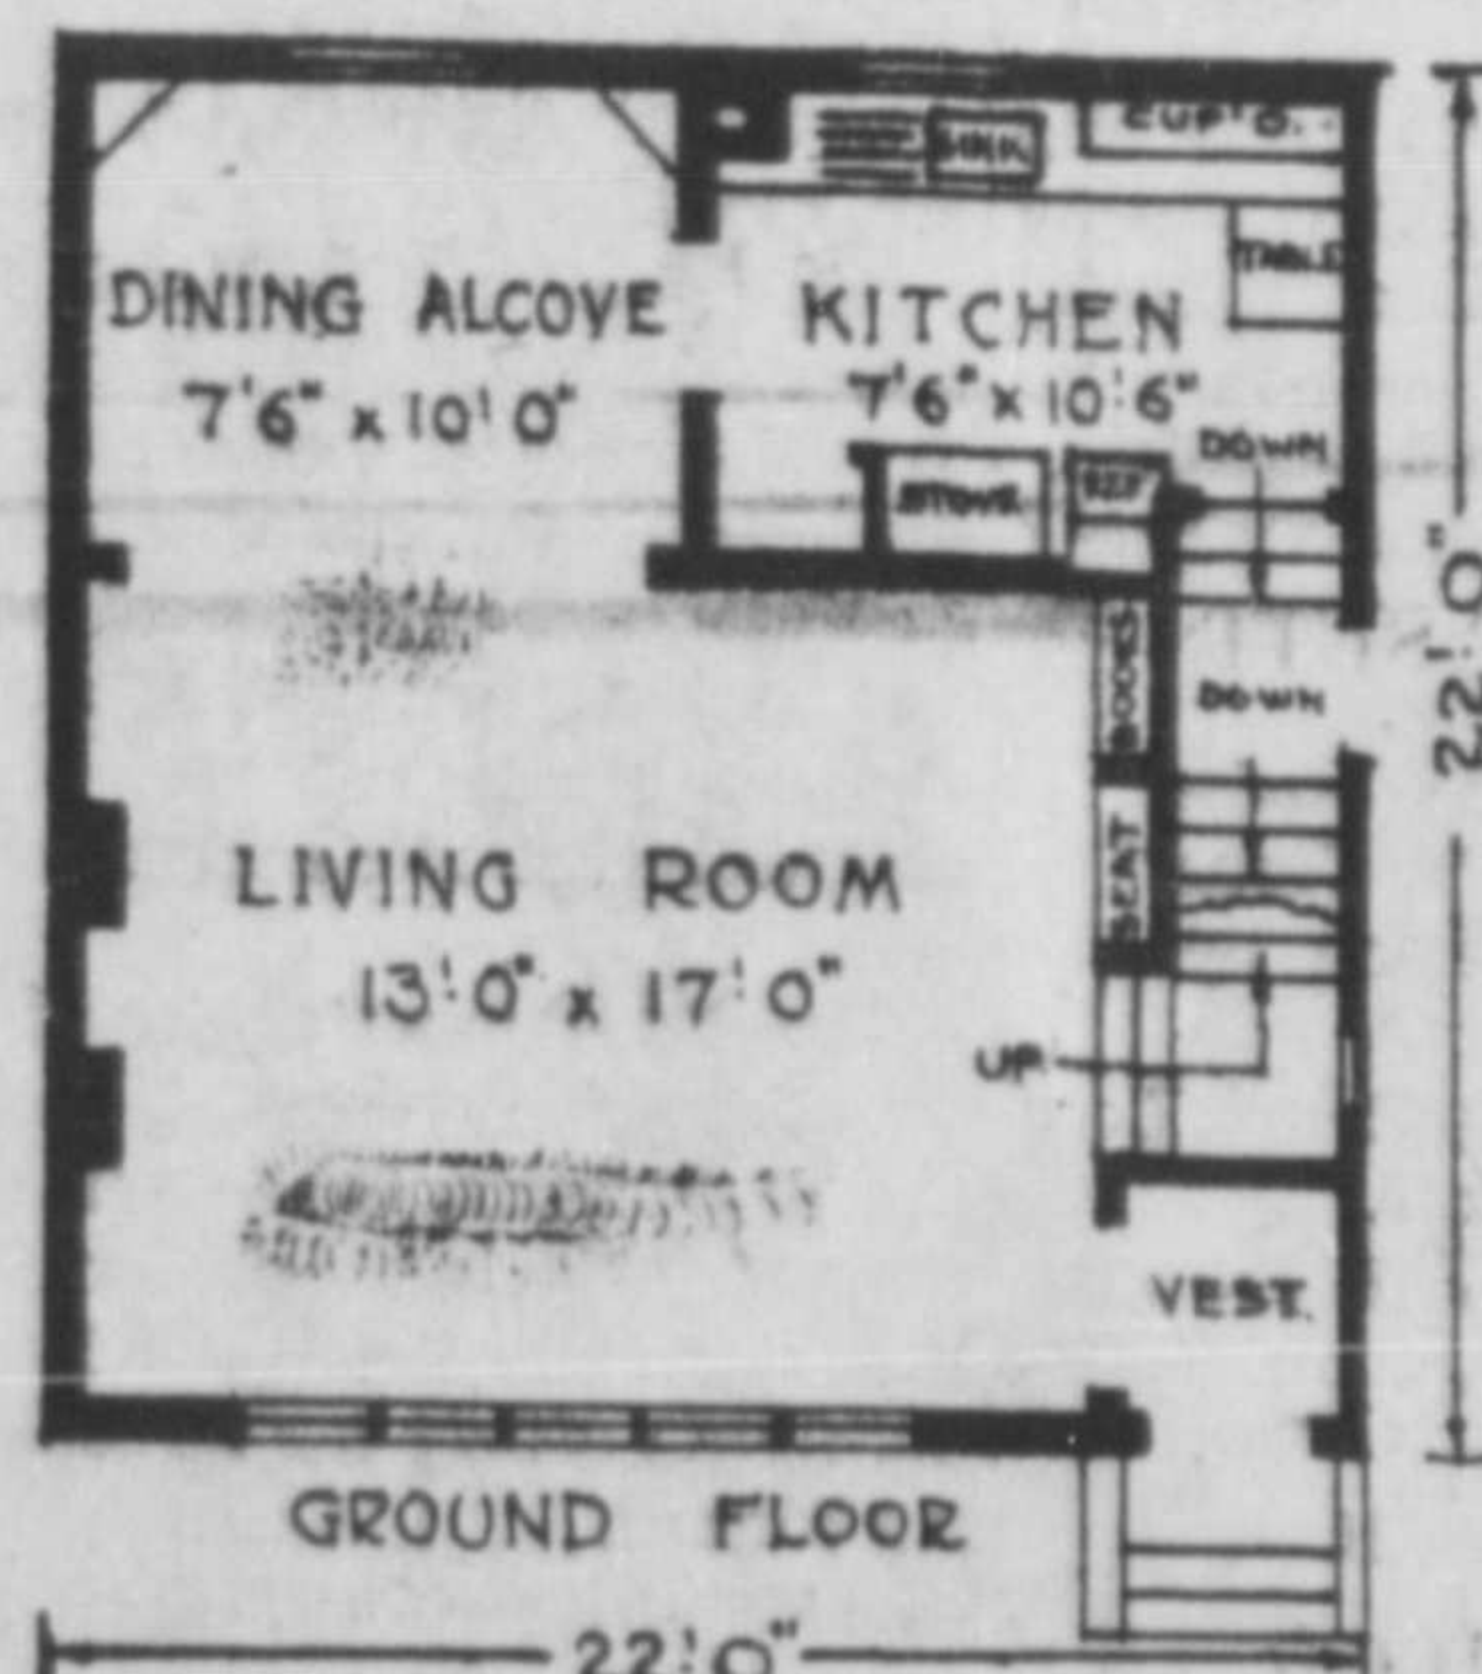 CUP'D.
SINK
TABLE
DINING ALCOVE
7'6" x 10'0"
KITCHEN
7'6" x 10'6"
DOWN
STOVE
REF
BOOKS
DOWN
22'0"
SEAT
LIVING ROOM
13'0" x 17'0"
UP
VEST.
GROUND FLOOR
22'0"